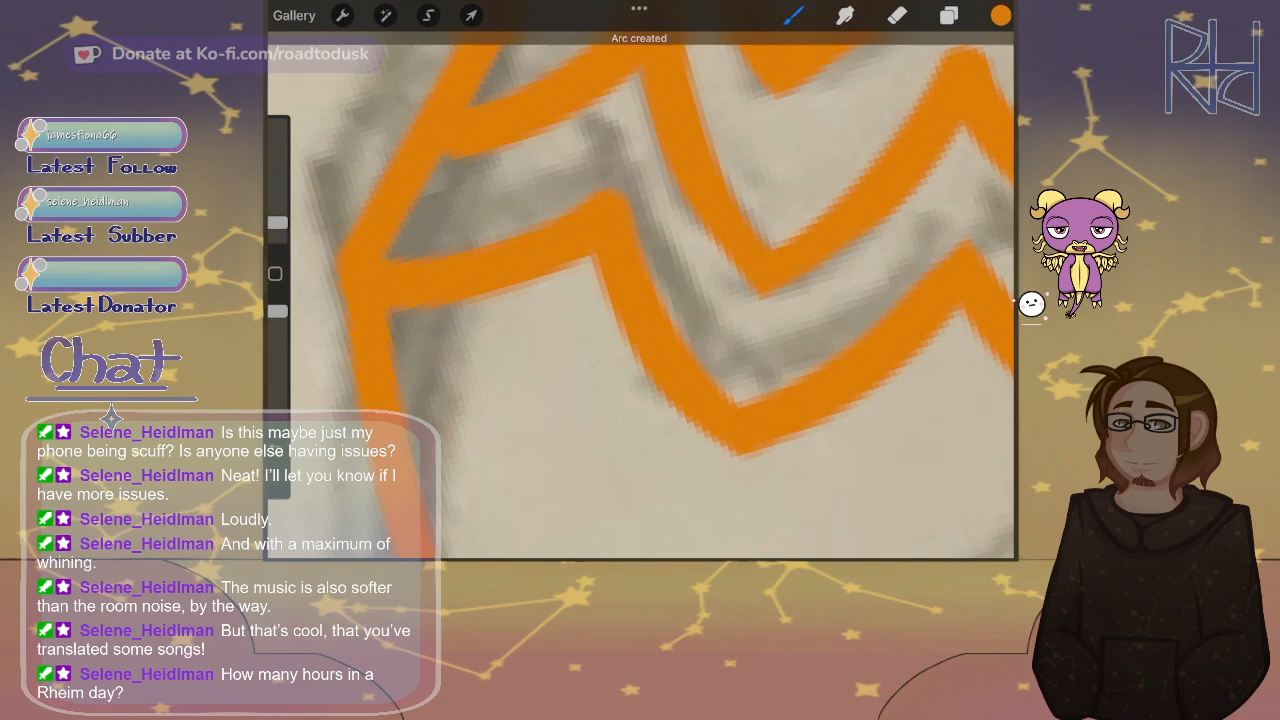 Gallery
Arc created
Donate at Ko-fi.com/roadtodusk
jamesfiona66
Latest Follow
selene_heidlman
Latest Subber
Latest Donator
Chat
Selene_Heidlman Is this maybe just my
phone being scuff? Is anyone else having issues?
Selene_Heidlman Neat! I'll let you know if I
have more issues.
Selene_Heidlman Loudly.
Selene_Heidlman And with a maximum of
whining.
Selene_Heidlman The music is also softer
than the room noise, by the way.
Selene_Heidlman But that's cool, that you've
translated some songs!
Selene_Heidlman How many hours in a
Rheim day?